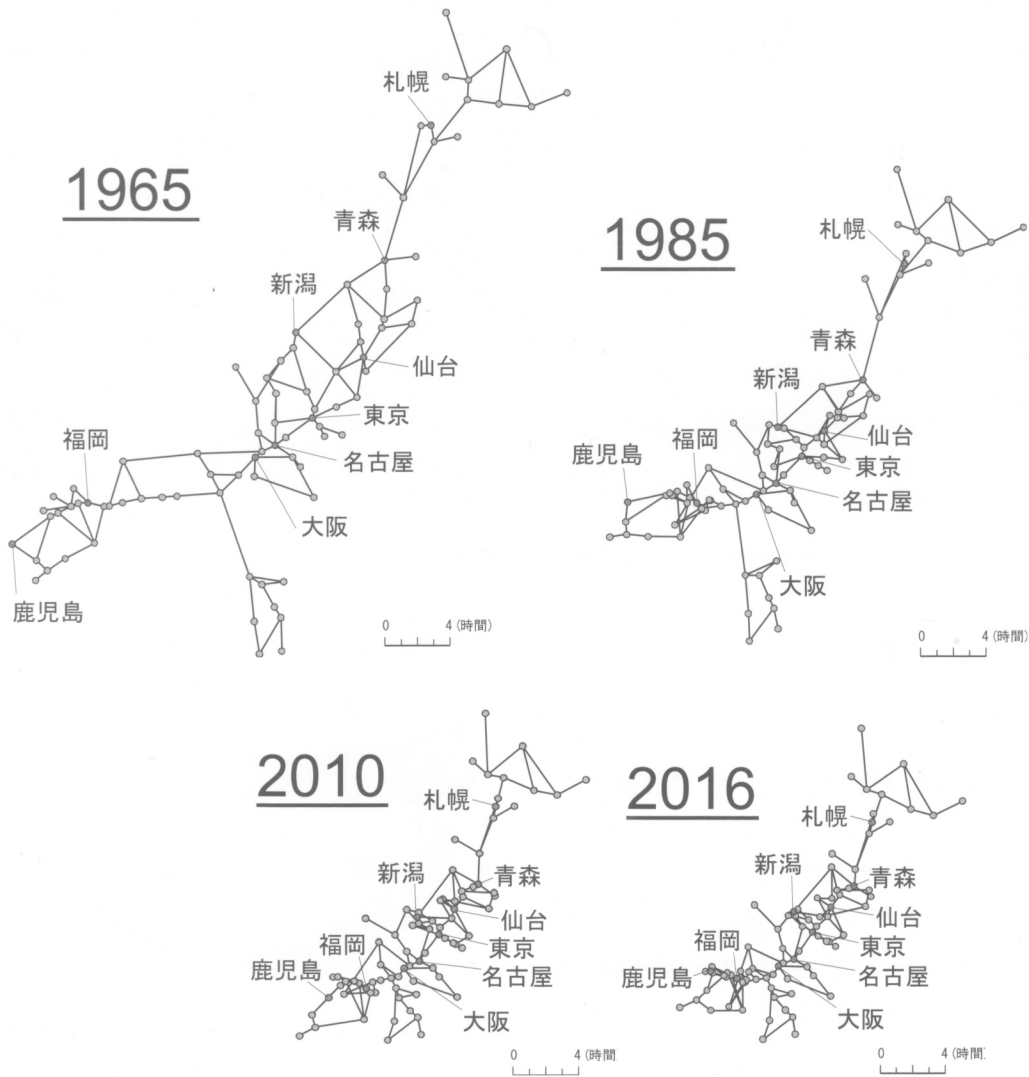 1965
札幌
青森
新潟
仙台
東京
福岡
名古屋
大阪
鹿児島
0 4 (時間)
1985
札幌
青森
新潟
仙台
福岡
東京
鹿児島
名古屋
大阪
0 4 (時間)
2010
札幌
新潟
青森
仙台
福岡
東京
鹿児島
名古屋
大阪
0 4 (時間)
2016
札幌
新潟
青森
仙台
福岡
東京
鹿児島
名古屋
大阪
0 4 (時間)